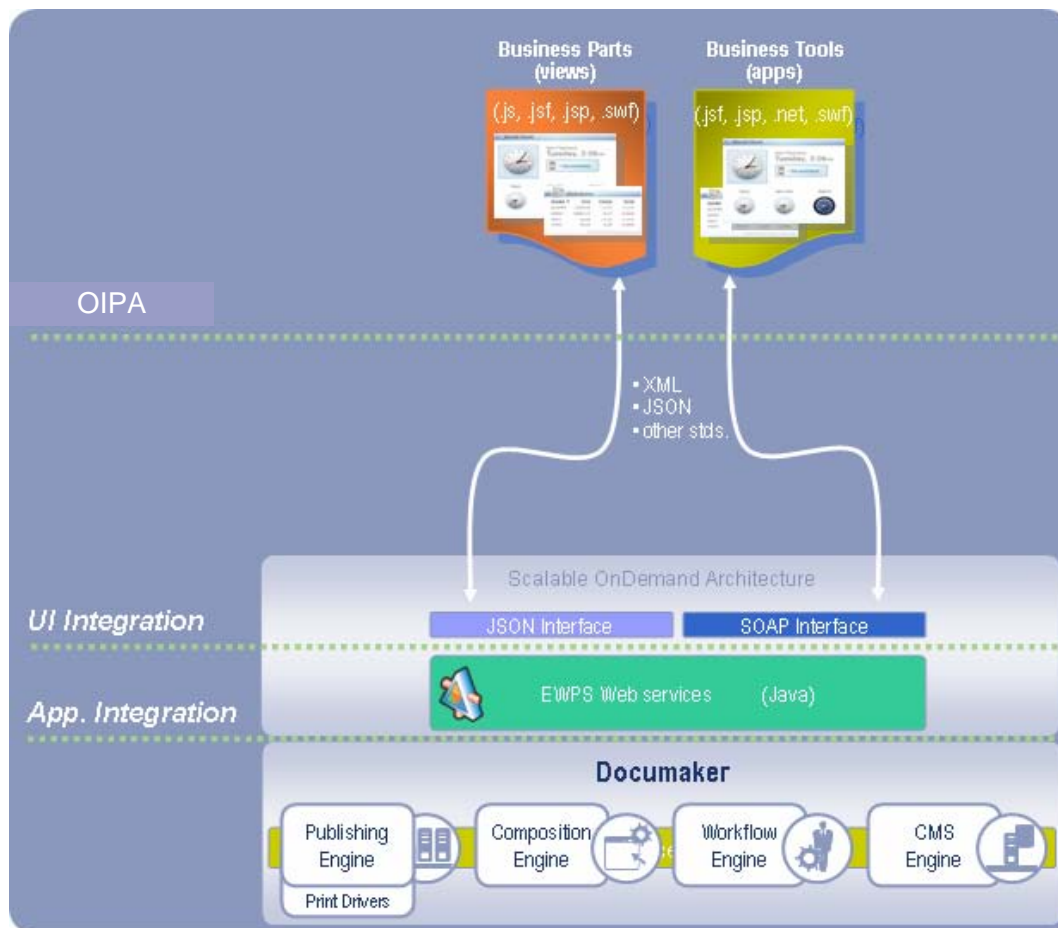 Business Parts
(views)
Business Tools
(apps)
(.js, .jsf, .jsp, .swf)
(.jsf, .jsp, .net, .swf)
OIPA
▪ XML
▪ JSON
▪ other stds.
Scalable OnDemand Architecture
UI Integration
JSON Interface
SOAP Interface
EWPS Web services (Java)
App. Integration
Documaker
Publishing
Engine
Print Drivers
Composition
Engine
Workflow
Engine
CMS
Engine